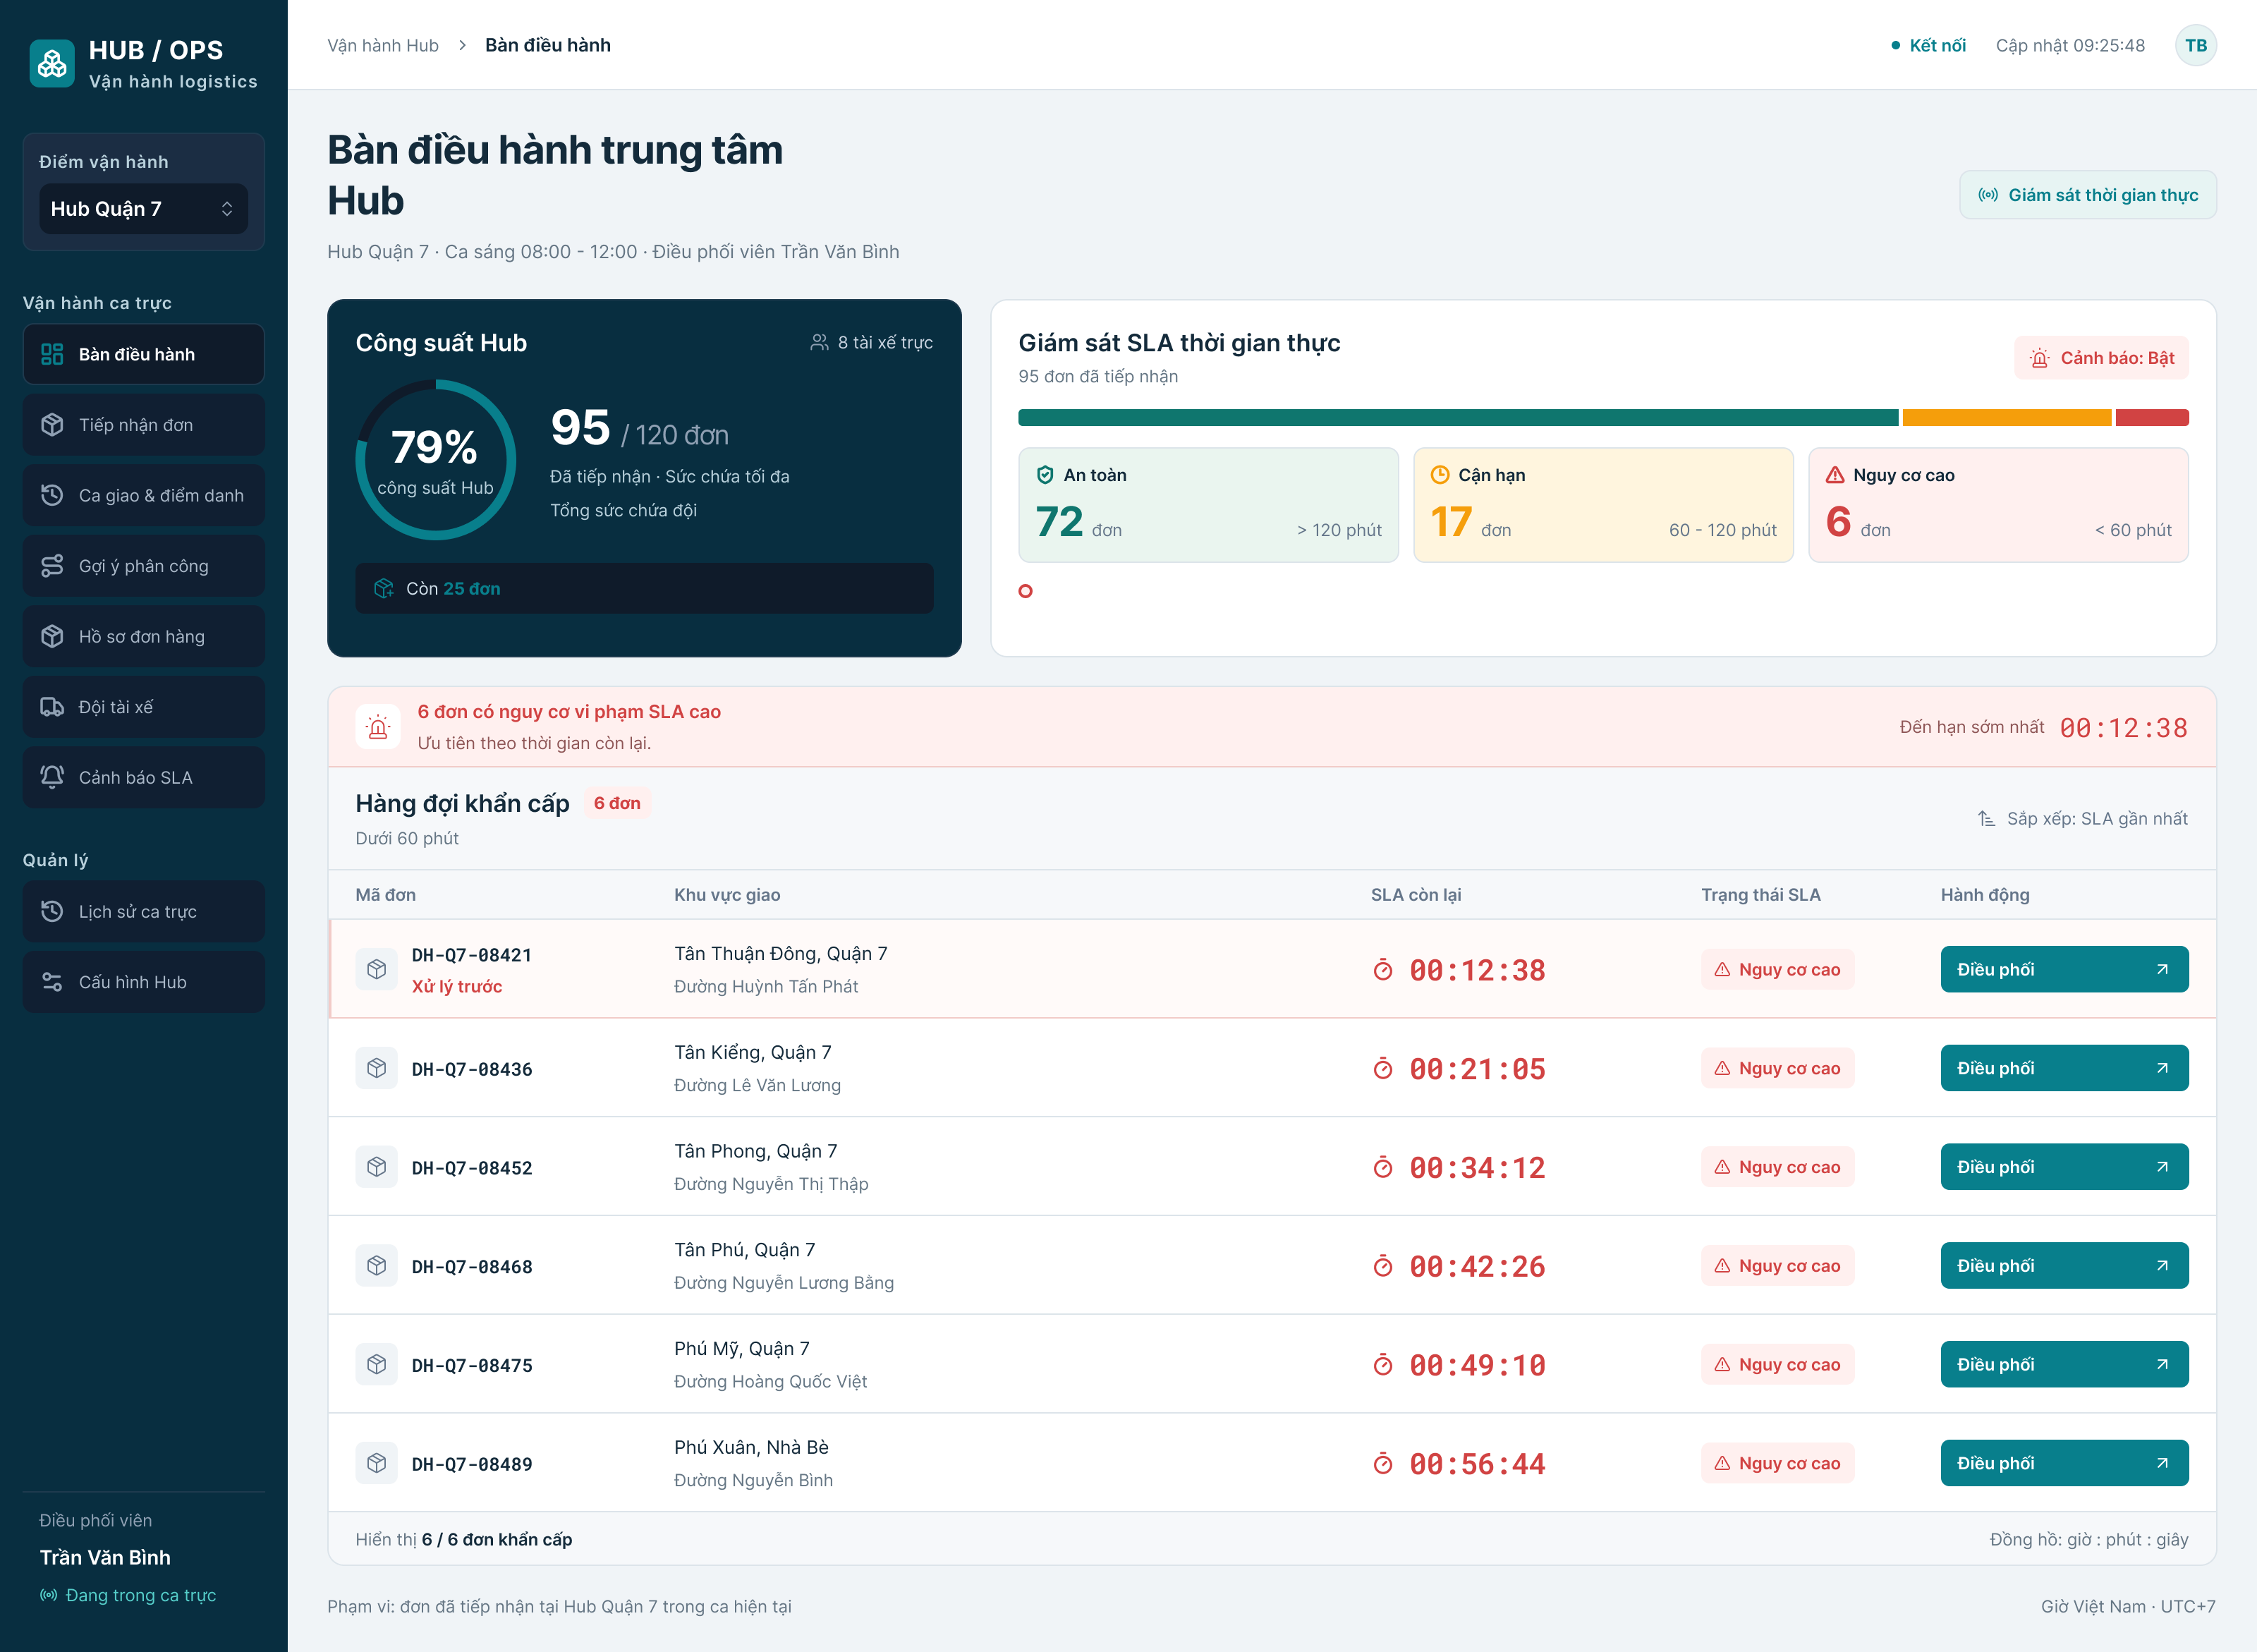 HUB / OPS
Vận hành logistics
Điểm vận hành
Hub Quận 7
Vận hành ca trực
Bàn điều hành
Tiếp nhận đơn
Ca giao & điểm danh
Gợi ý phân công
Hồ sơ đơn hàng
Đội tài xế
Cảnh báo SLA
Quản lý
Lịch sử ca trực
Cấu hình Hub
Điều phối viên
Trần Văn Bình
Đang trong ca trực
Vận hành Hub > Bàn điều hành
Kết nối
Cập nhật 09:25:48
TB
Bàn điều hành trung tâm
Hub
Hub Quận 7 · Ca sáng 08:00 - 12:00 · Điều phối viên Trần Văn Bình
Giám sát thời gian thực
Công suất Hub
8 tài xế trực
79%
công suất Hub
95 / 120 đơn
Đã tiếp nhận · Sức chứa tối đa
Tổng sức chứa đội
Còn 25 đơn
Giám sát SLA thời gian thực
95 đơn đã tiếp nhận
Cảnh báo: Bật
An toàn
72 đơn
> 120 phút
Cận hạn
17 đơn
60 - 120 phút
Nguy cơ cao
6 đơn
< 60 phút
6 đơn có nguy cơ vi phạm SLA cao
Ưu tiên theo thời gian còn lại.
Đến hạn sớm nhất 00:12:38
Hàng đợi khẩn cấp 6 đơn
Dưới 60 phút
Sắp xếp: SLA gần nhất
Mã đơn Khu vực giao SLA còn lại Trạng thái SLA Hành động
DH-Q7-08421
Xử lý trước
Tân Thuận Đông, Quận 7
Đường Huỳnh Tấn Phát
00:12:38
Nguy cơ cao
Điều phối
DH-Q7-08436
Tân Kiểng, Quận 7
Đường Lê Văn Lương
00:21:05
Nguy cơ cao
Điều phối
DH-Q7-08452
Tân Phong, Quận 7
Đường Nguyễn Thị Thập
00:34:12
Nguy cơ cao
Điều phối
DH-Q7-08468
Tân Phú, Quận 7
Đường Nguyễn Lương Bằng
00:42:26
Nguy cơ cao
Điều phối
DH-Q7-08475
Phú Mỹ, Quận 7
Đường Hoàng Quốc Việt
00:49:10
Nguy cơ cao
Điều phối
DH-Q7-08489
Phú Xuân, Nhà Bè
Đường Nguyễn Bình
00:56:44
Nguy cơ cao
Điều phối
Hiển thị 6 / 6 đơn khẩn cấp
Đồng hồ: giờ : phút : giây
Phạm vi: đơn đã tiếp nhận tại Hub Quận 7 trong ca hiện tại
Giờ Việt Nam · UTC+7